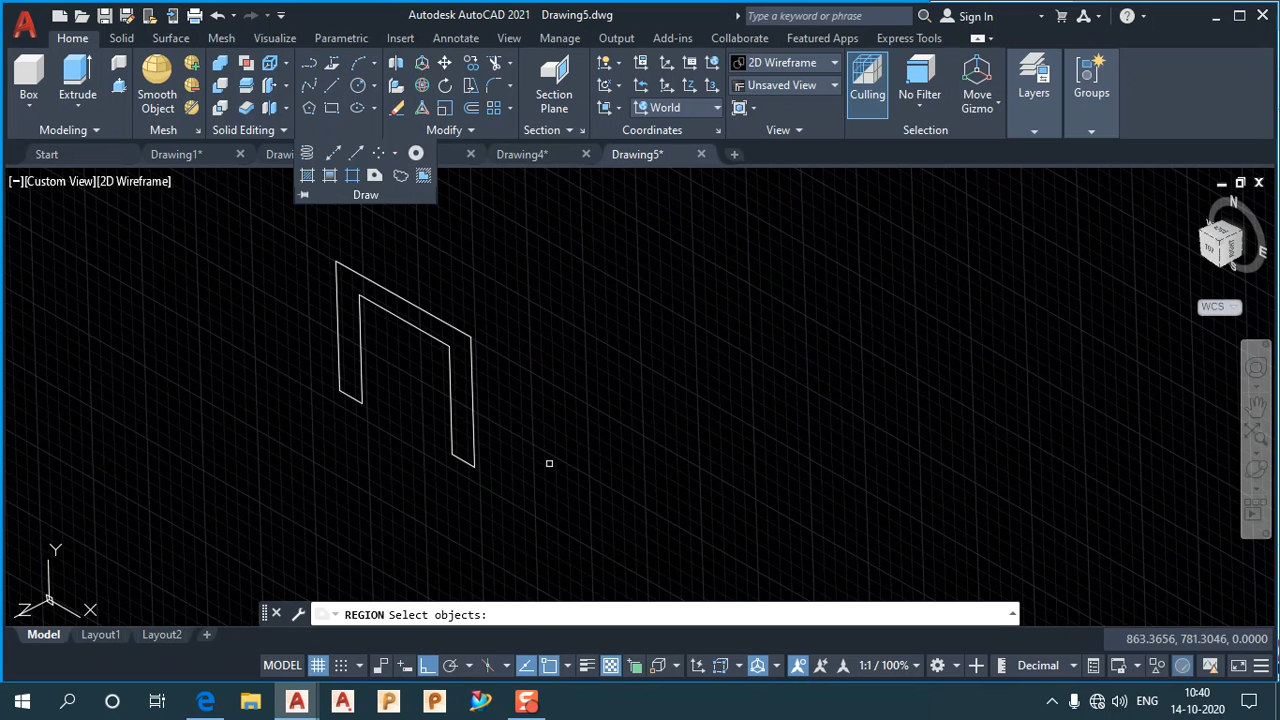 Autodesk AutoCAD 2021 Drawing5.dwg
Type a keyword or phrase
Sign In
Home Solid Surface Mesh Visualize Parametric Insert Annotate View Manage Output Add-ins Collaborate Featured Apps Express Tools
Box
Extrude
Smooth
Object
Section
Plane
2D Wireframe
Unsaved View
World
Culling
No Filter
Move
Gizmo
Layers
Groups
Modeling Mesh Solid Editing Modify Section Coordinates View Selection
Start Drawing1* Drawi Drawing4* Drawing5*
Draw
[−][Custom View][2D Wireframe]
N
E
S
WCS
Y
Z X
REGION Select objects:
Model Layout1 Layout2
863.3656, 781.3046, 0.0000
MODEL 1:1 / 100% Decimal
ENG
10:40
14-10-2020